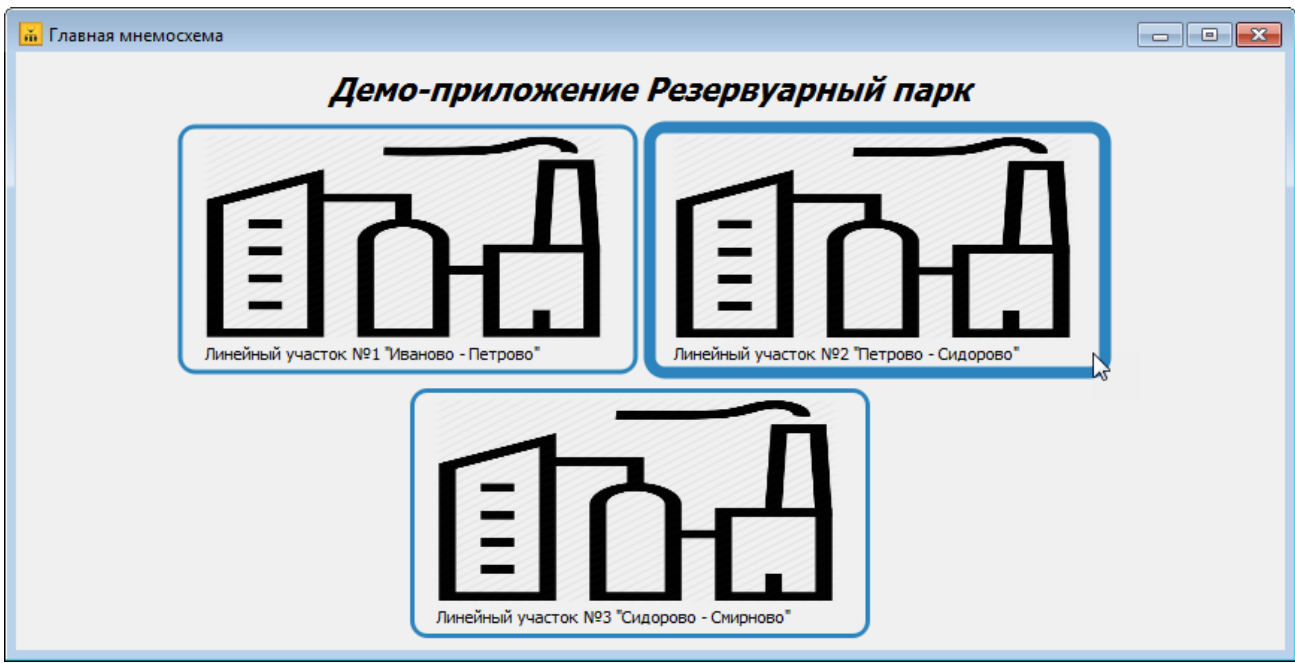 Главная мнемосхема
Демо-приложение Резервуарный парк
Линейный участок №1 "Иваново - Петрово"
Линейный участок №2 "Петрово - Сидорово"
Линейный участок №3 "Сидорово - Смирново"